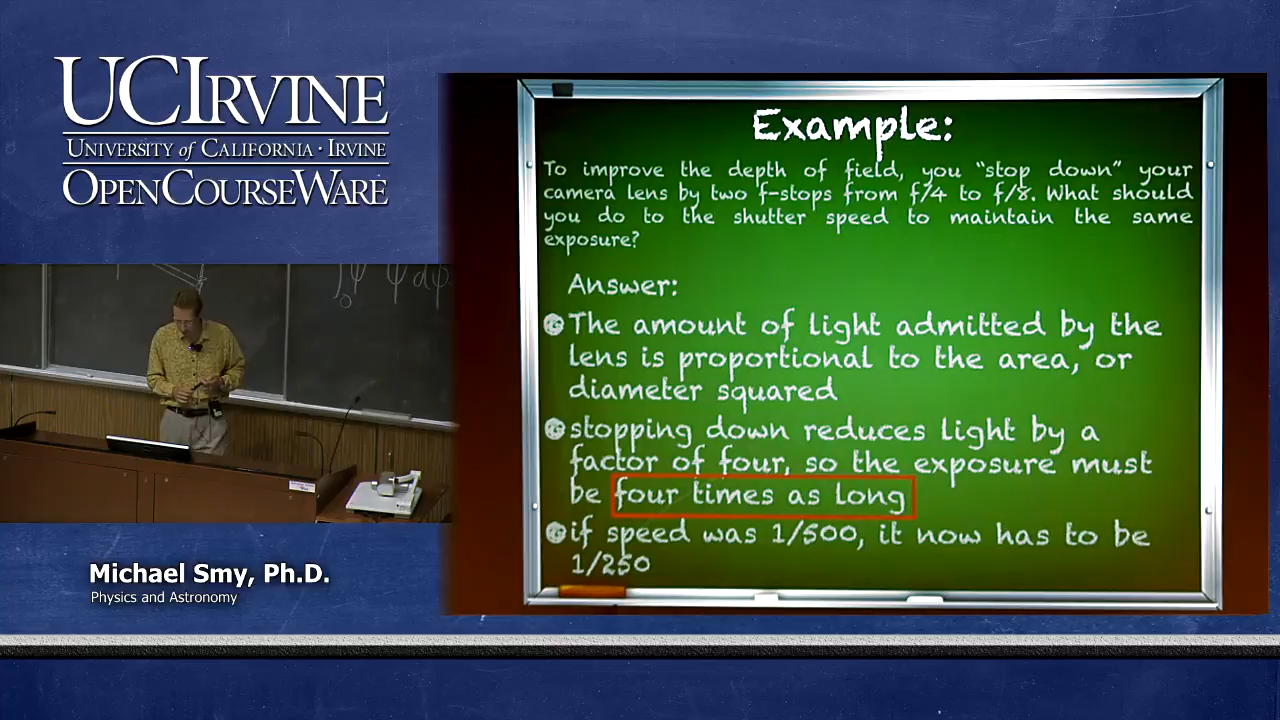 UCIRVINE
UNIVERSITY of CALIFORNIA · IRVINE
OPENCOURSEWARE
Example:
To improve the depth of field, you “stop down” your
camera lens by two f-stops from f/4 to f/8. What should
you do to the shutter speed to maintain the same
exposure?
Answer:
The amount of light admitted by the
lens is proportional to the area, or
diameter squared
stopping down reduces light by a
factor of four, so the exposure must
be four times as long
if speed was 1/500, it now has to be
1/250
Michael Smy, Ph.D.
Physics and Astronomy